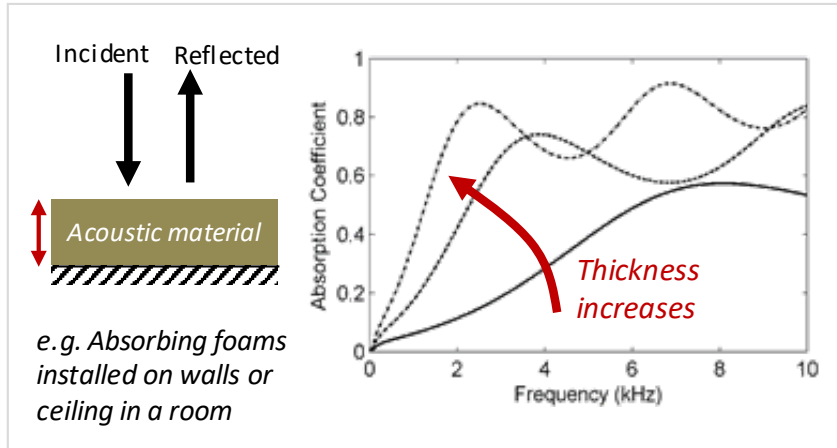 Incident Reflected
Acoustic material
e.g. Absorbing foams
installed on walls or
ceiling in a room
Absorption Coefficient
1
0.8
0.6
0.4
0.2
0
0 2 4 6 8 10
Frequency (kHz)
Thickness
increases